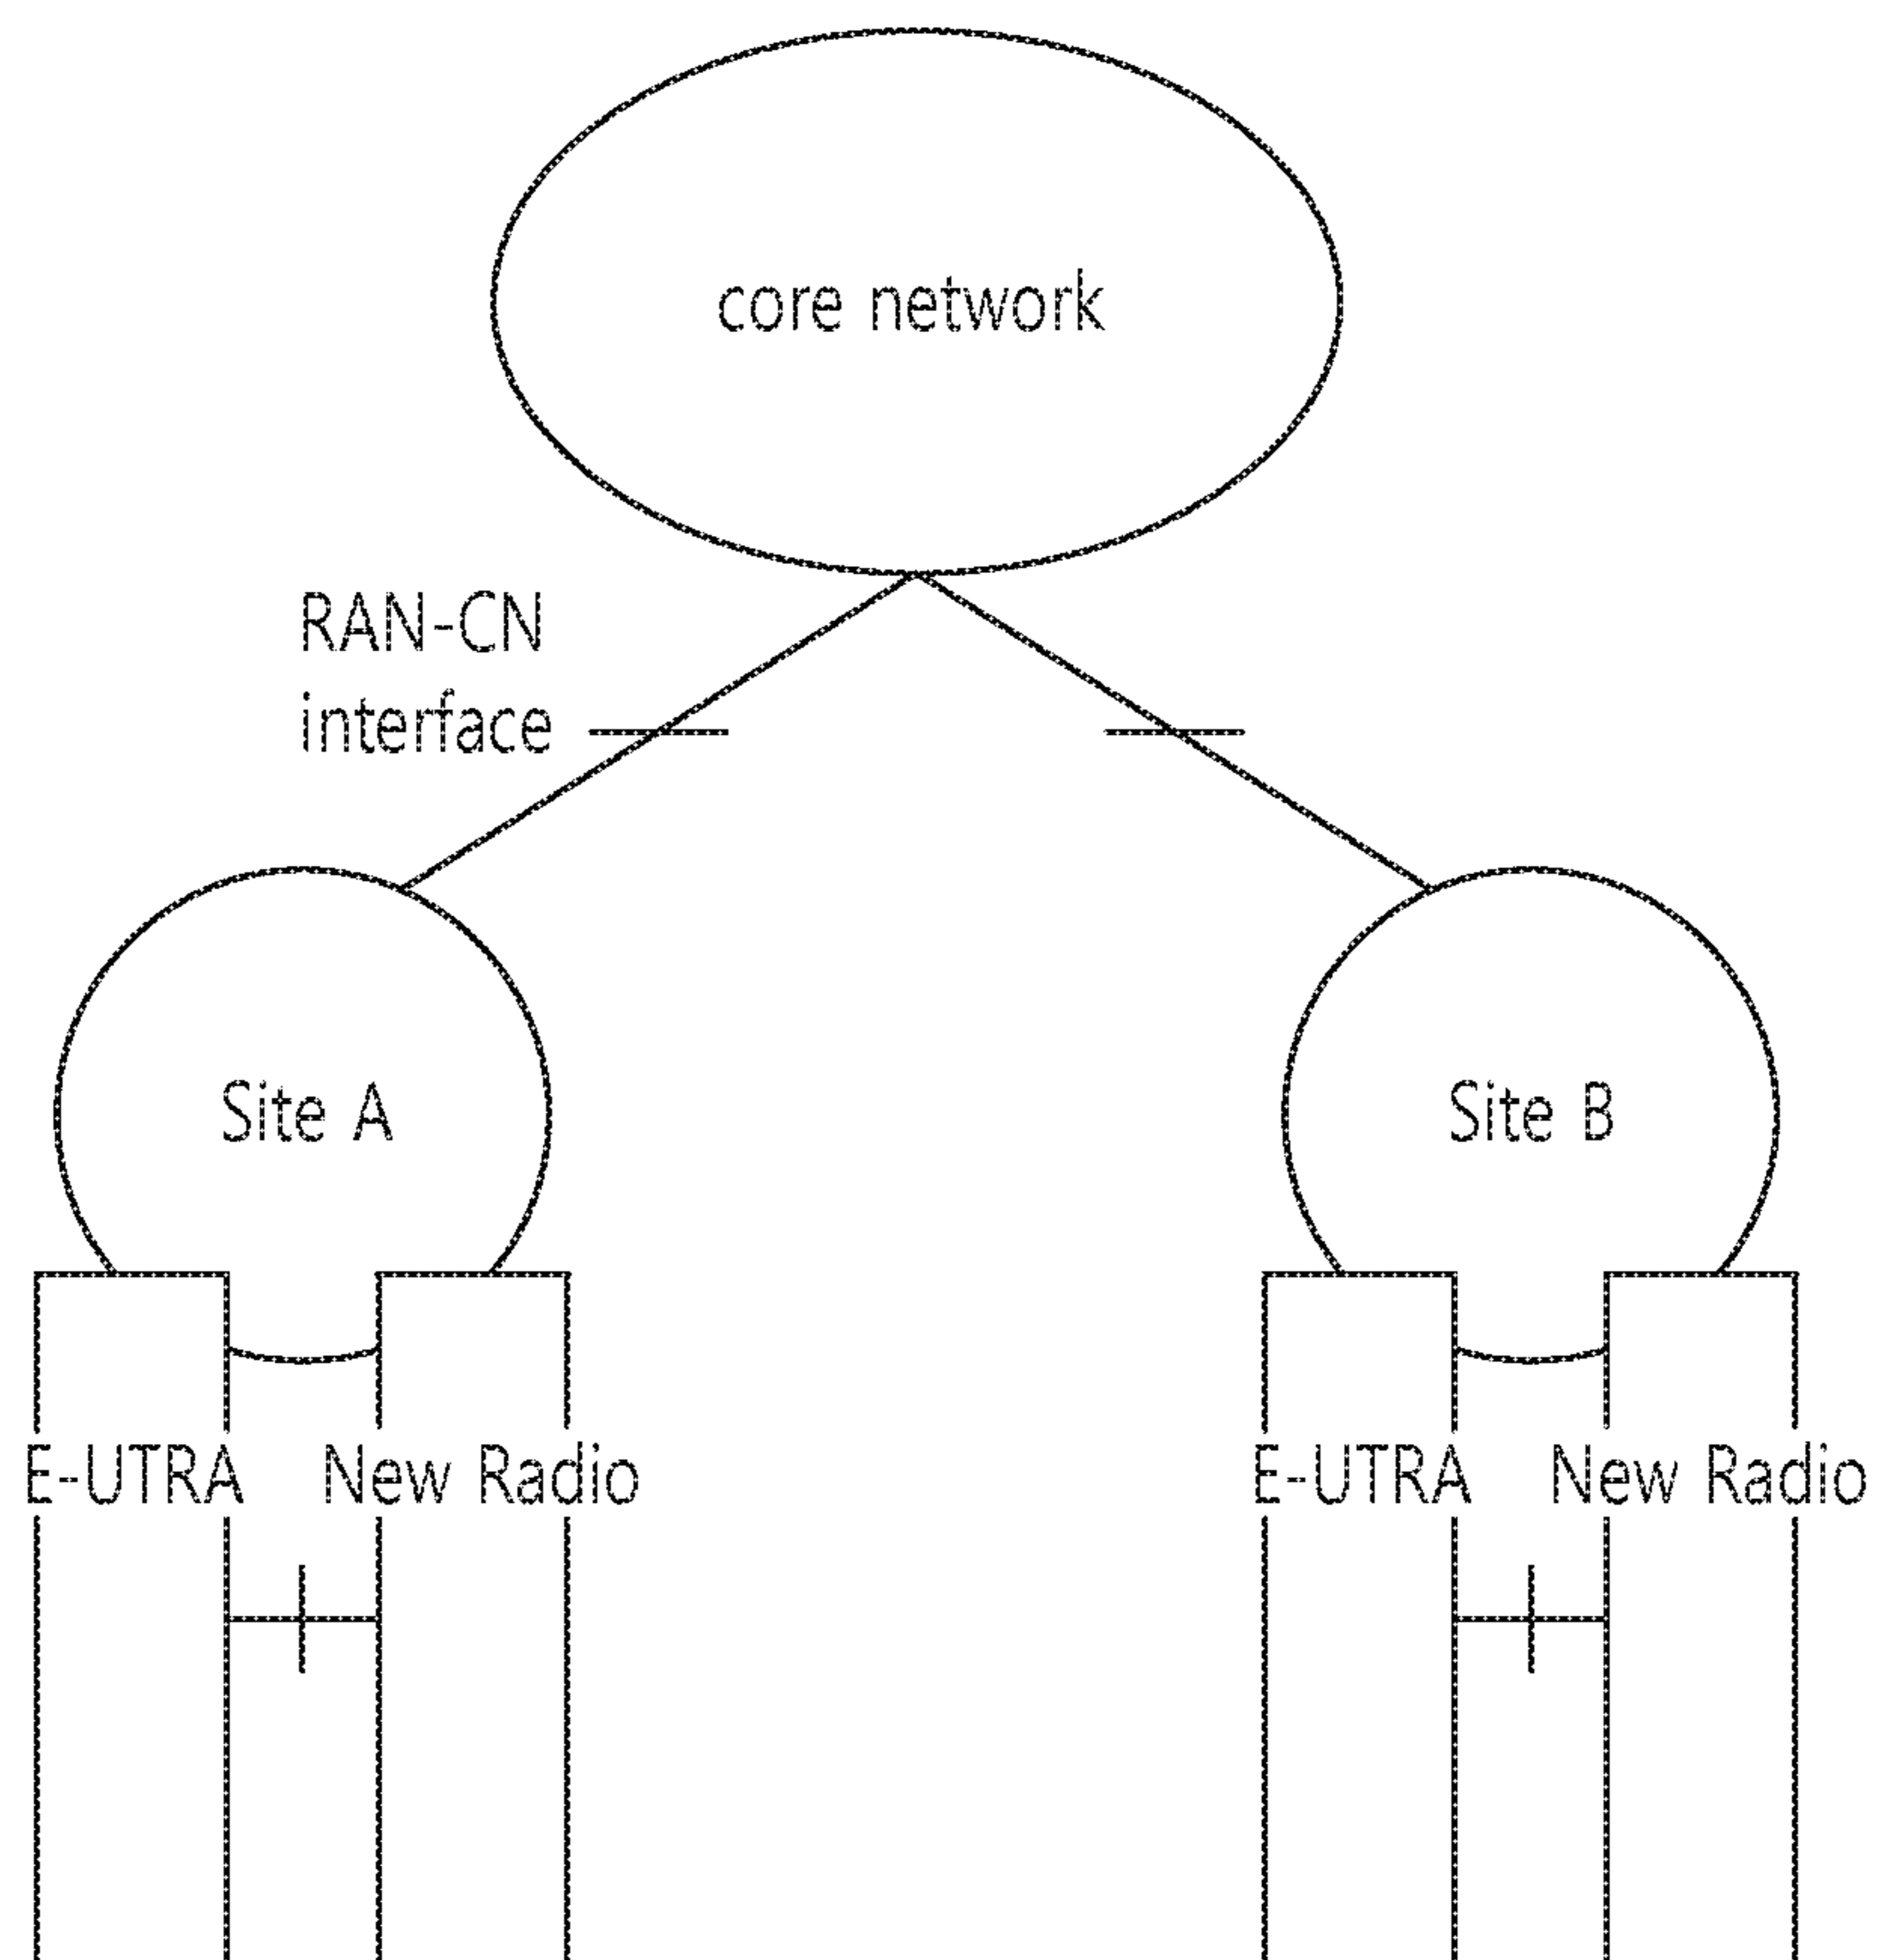 core network
RAN-CN
interface
Site A
Site B
E-UTRA
New Radio
E-UTRA
New Radio